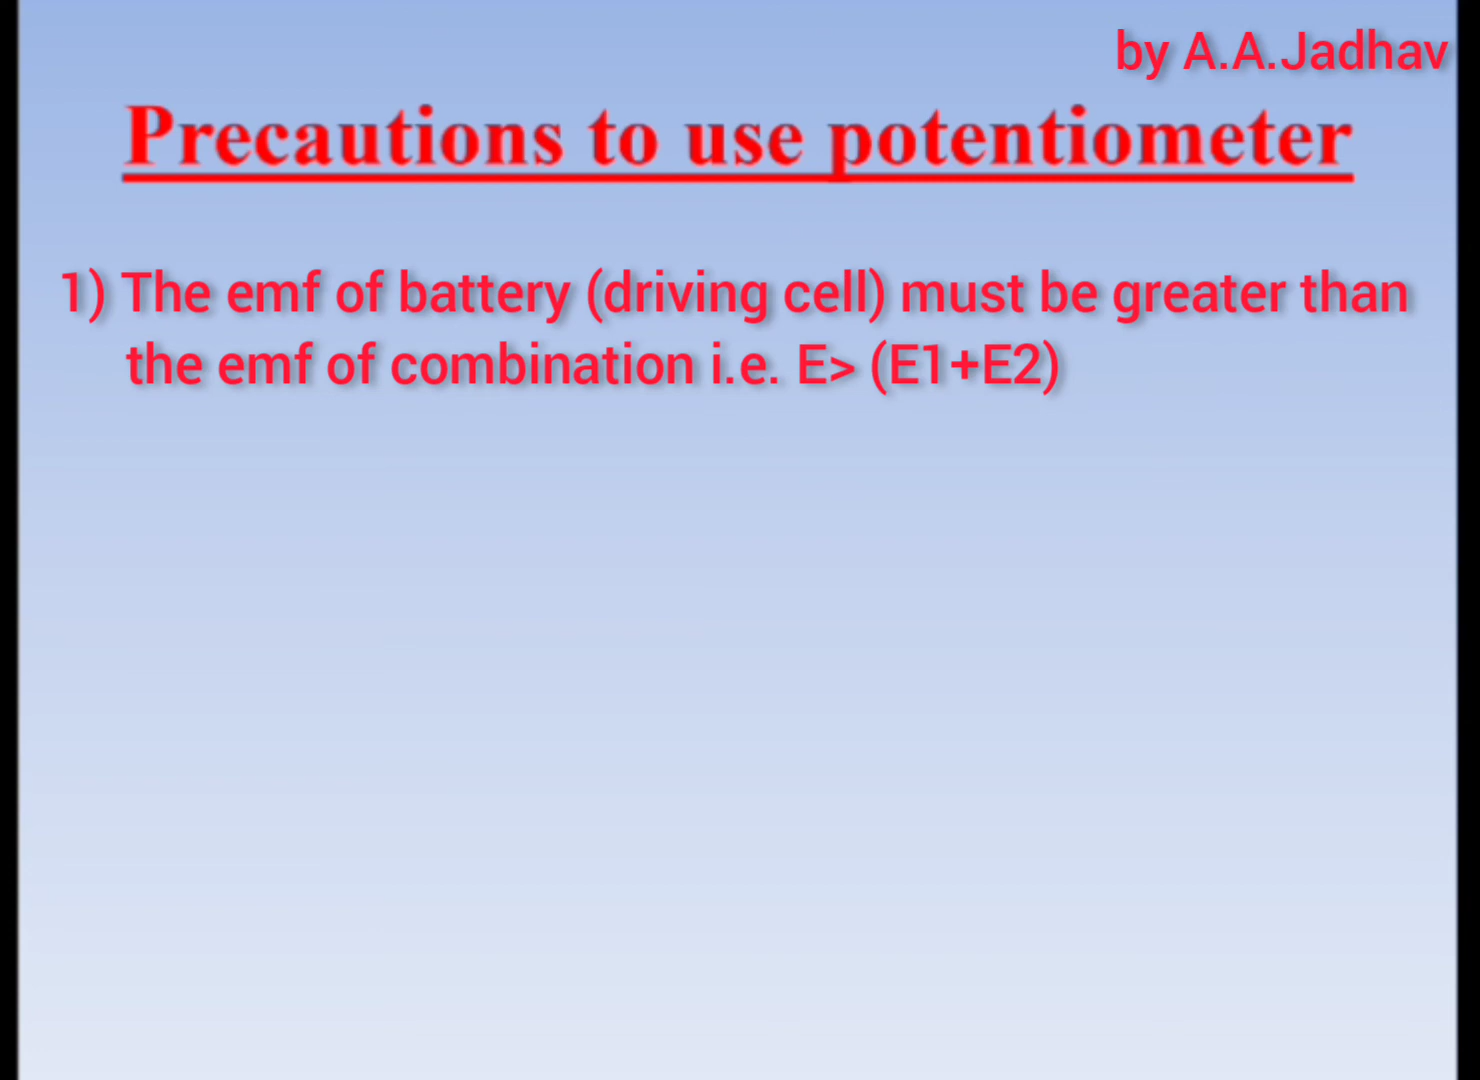 by A.A.Jadhav
Precautions to use potentiometer
1) The emf of battery (driving cell) must be greater than
the emf of combination i.e. E> (E1+E2)